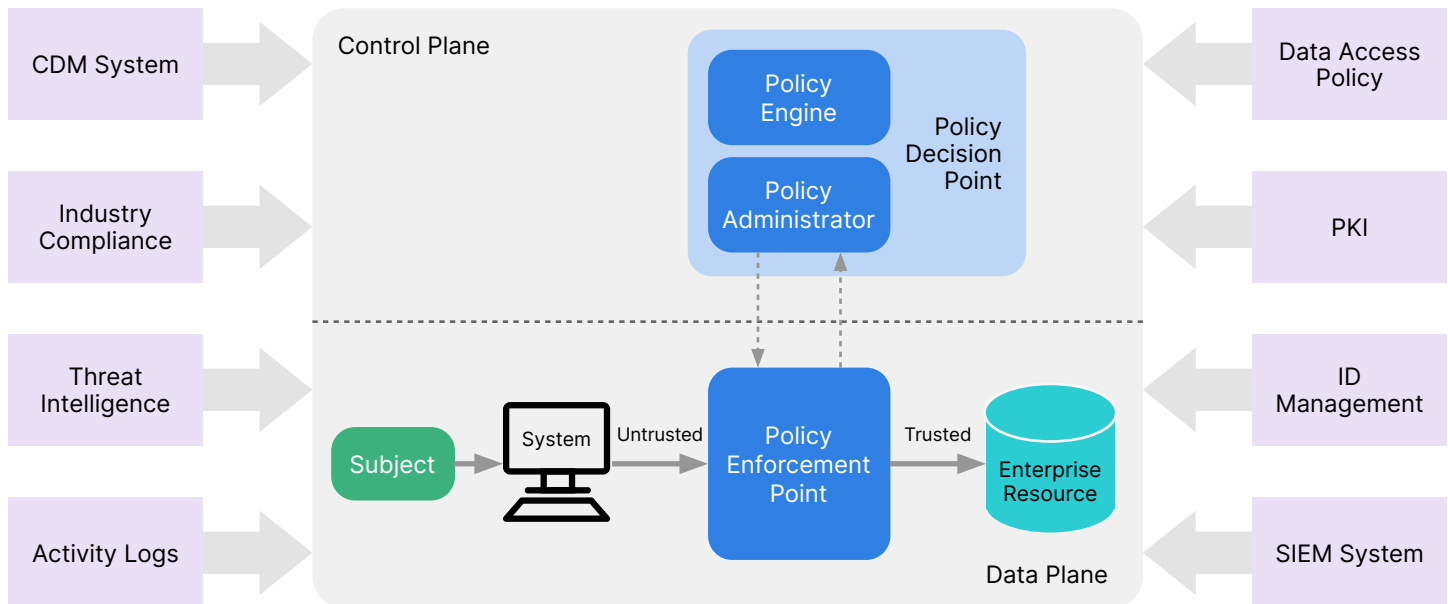 CDM System
Industry
Compliance
Threat
Intelligence
Activity Logs
Control Plane
Policy
Engine
Policy
Administrator
Policy
Decision
Point
Subject
System
Untrusted
Policy
Enforcement
Point
Trusted
Enterprise
Resource
Data Plane
Data Access
Policy
PKI
ID
Management
SIEM System